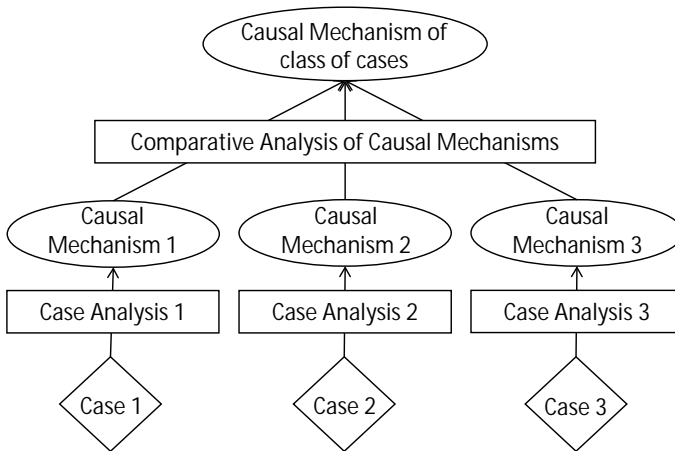 Causal Mechanism of
class of cases
Comparative Analysis of Causal Mechanisms
Causal
Mechanism 1
Causal
Mechanism 2
Causal
Mechanism 3
Case Analysis 1
Case Analysis 2
Case Analysis 3
Case 1
Case 2
Case 3